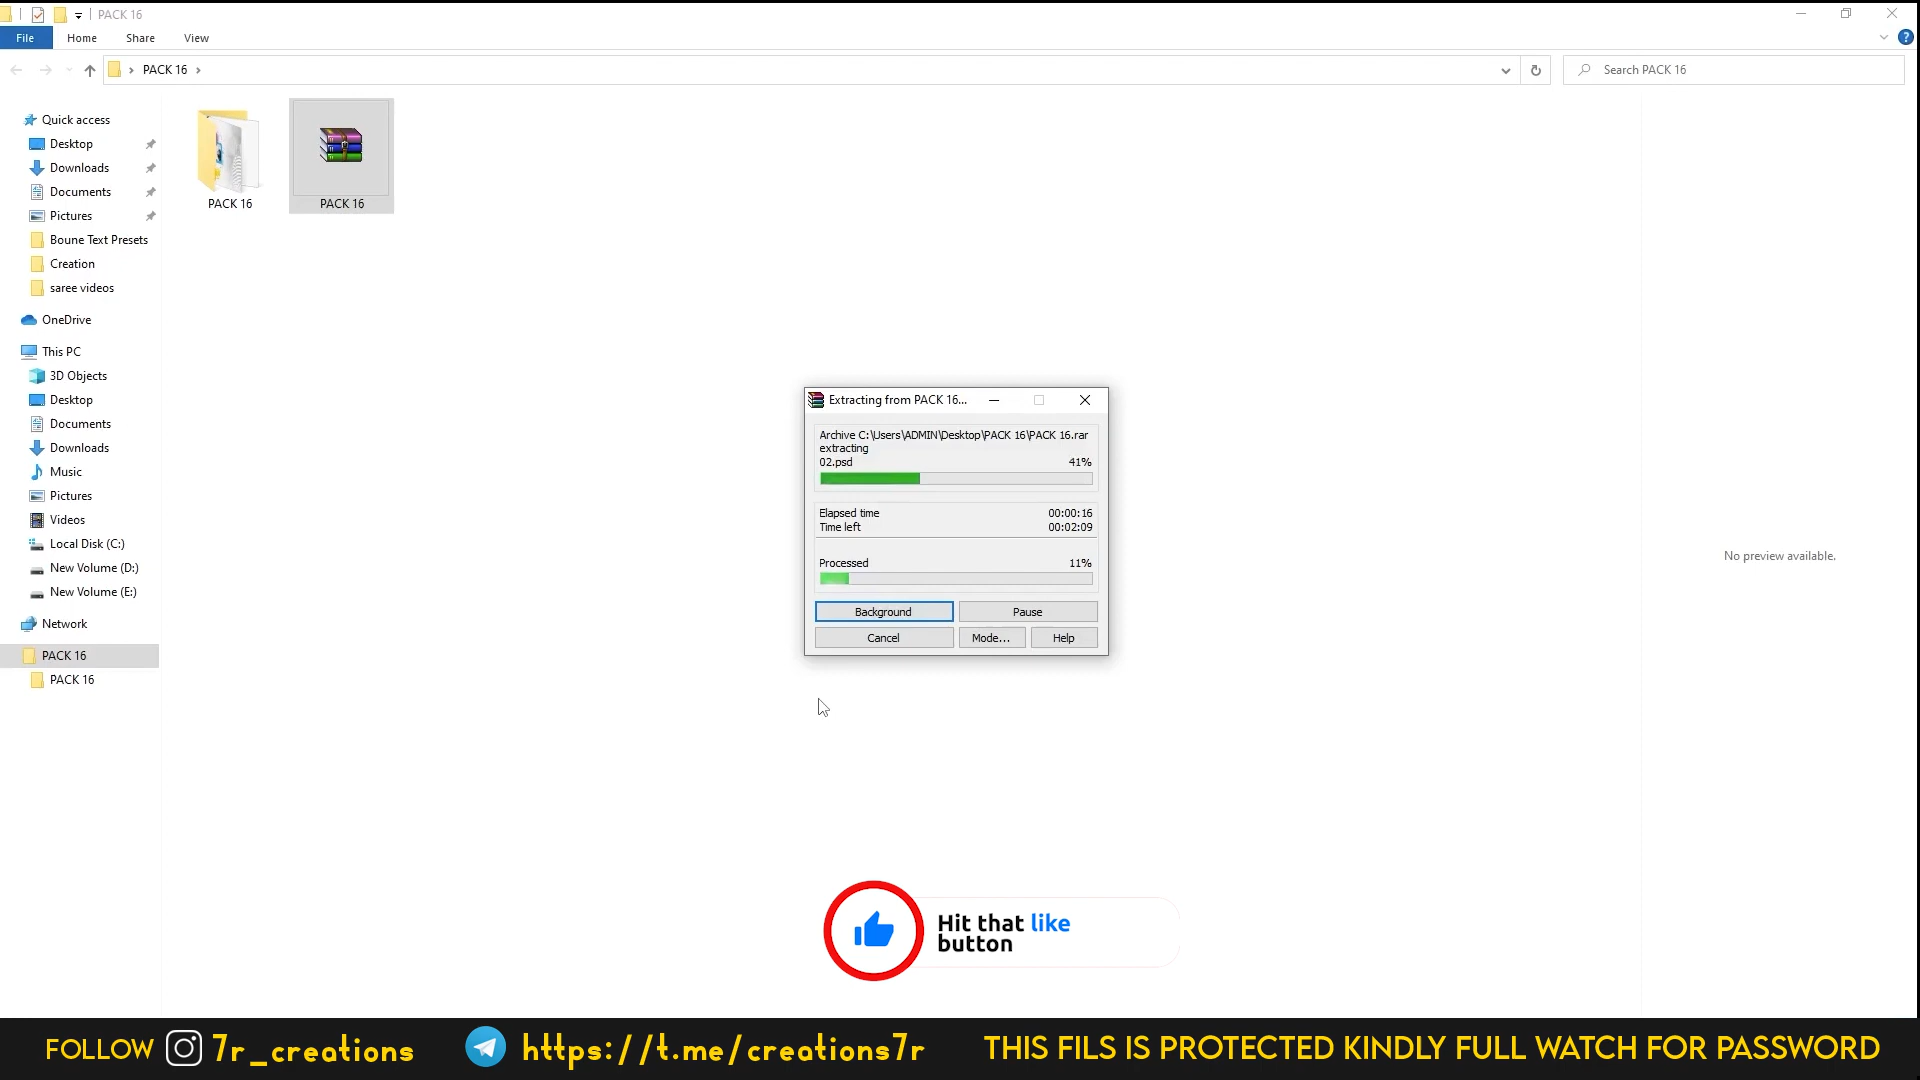 PACK 16
File Home Share View
PACK 16
Search PACK 16
Quick access
Desktop
Downloads
Documents
Pictures
Boune Text Presets
Creation
saree videos
OneDrive
This PC
3D Objects
Desktop
Documents
Downloads
Music
Pictures
Videos
Local Disk (C:)
New Volume (D:)
New Volume (E:)
Network
PACK 16
PACK 16
PACK 16 PACK 16
Extracting from PACK 16...
Archive C:\Users\ADMIN\Desktop\PACK 16\PACK 16.rar
extracting
02.psd 41%
Elapsed time 00:00:16
Time left 00:02:09
Processed 11%
Background Pause
Cancel Mode... Help
No preview available.
Hit that like
button
FOLLOW 7r_creations https://t.me/creations7r THIS FILS IS PROTECTED KINDLY FULL WATCH FOR PASSWORD